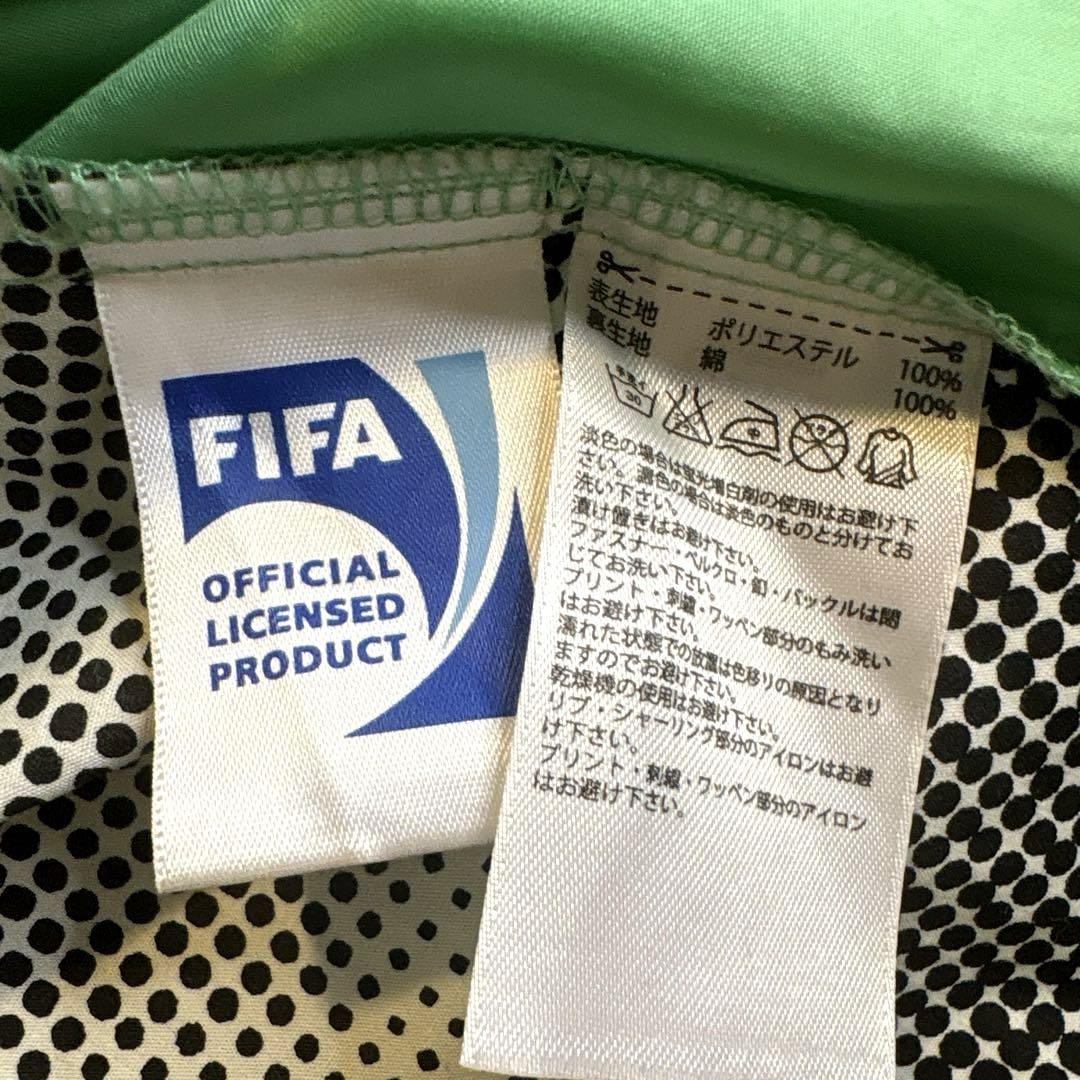 FIFA
OFFICIAL
LICENSED
PRODUCT
表生地 ポリエステル 100%
裏生地 綿 100%
手洗イ
30
淡色の場合は蛍光増白剤の使用はお避け下
さい。濃色の場合は淡色のものと分けてお
洗い下さい。
漬け置きはお避け下さい。
ファスナー・ベルクロ・釦・バックルは閉
じてお洗い下さい。
プリント・刺繍・ワッペン部分のもみ洗い
はお避け下さい。
濡れた状態での放置は色移りの原因となり
ますのでお避け下さい。
乾燥機の使用はお避け下さい。
リブ・シャーリング部分のアイロンはお避
け下さい。
プリント・刺繍・ワッペン部分のアイロン
はお避け下さい。